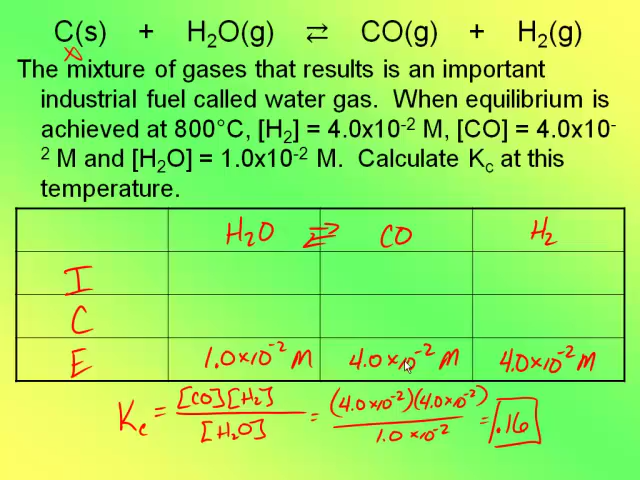 C(s) + H₂O(g) ⇄ CO(g) + H₂(g)
The mixture of gases that results is an important
industrial fuel called water gas. When equilibrium is
achieved at 800°C, [H₂] = 4.0x10⁻² M, [CO] = 4.0x10⁻
² M and [H₂O] = 1.0x10⁻² M. Calculate Kc at this
temperature.
H₂O ⇄ CO H₂
I
C
E 1.0×10⁻² M 4.0×10⁻² M 4.0×10⁻² M
Kc = [CO][H₂] / [H₂O] = (4.0×10⁻²)(4.0×10⁻²) / 1.0×10⁻² = .16